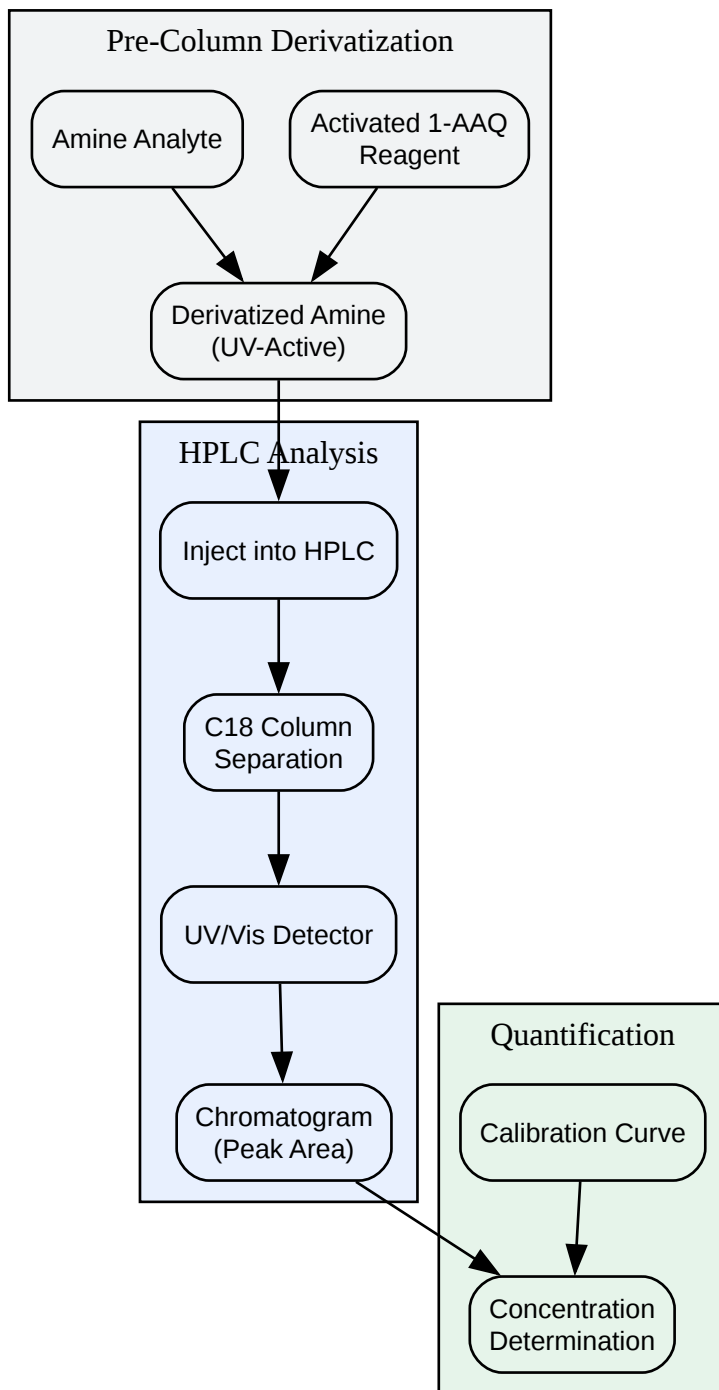 Pre-Column Derivatization
Amine Analyte
Activated 1-AAQ
Reagent
Derivatized Amine
(UV-Active)
HPLC Analysis
Inject into HPLC
C18 Column
Separation
UV/Vis Detector
Chromatogram
(Peak Area)
Quantification
Calibration Curve
Concentration
Determination